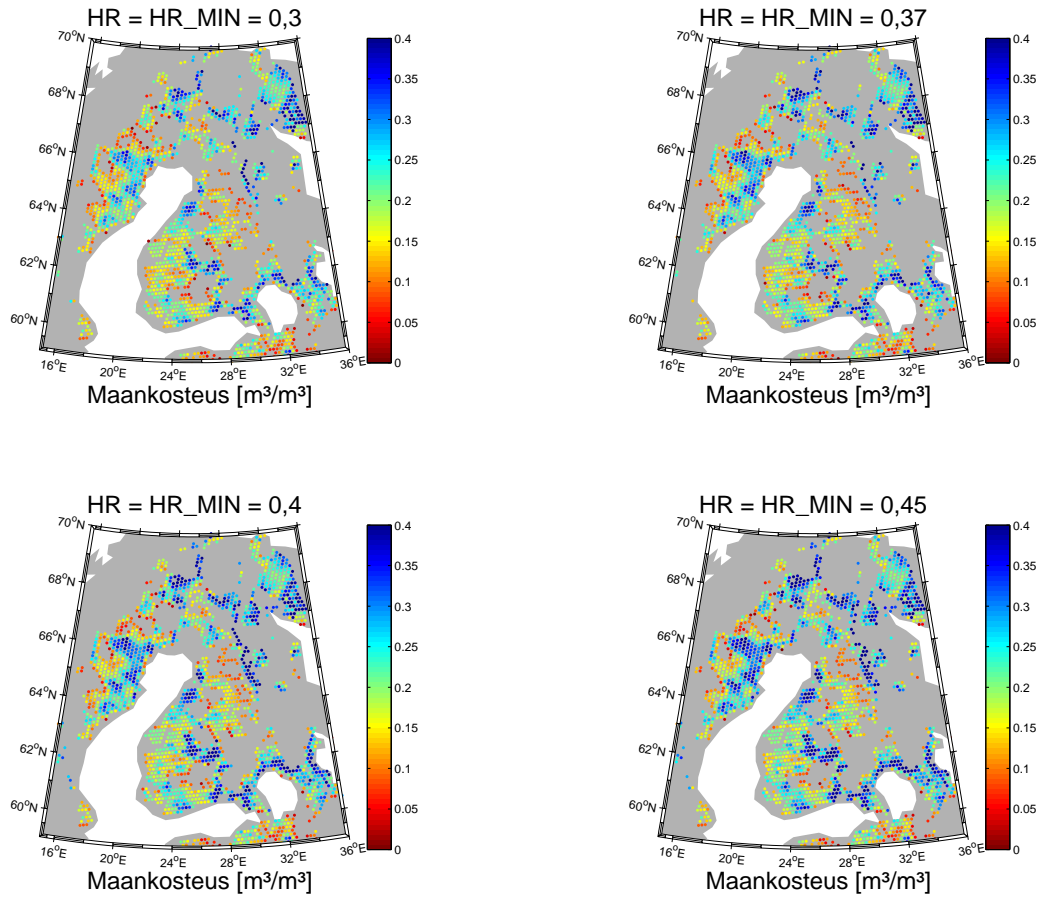 HR = HR_MIN = 0,3
70°N
68°N
66°N
64°N
62°N
60°N
16°E
20°E
24°E
28°E
32°E
36°E
0.4
0.35
0.3
0.25
0.2
0.15
0.1
0.05
0
Maankosteus [m³/m³]
HR = HR_MIN = 0,37
70°N
68°N
66°N
64°N
62°N
60°N
16°E
20°E
24°E
28°E
32°E
36°E
0.4
0.35
0.3
0.25
0.2
0.15
0.1
0.05
0
Maankosteus [m³/m³]
HR = HR_MIN = 0,4
70°N
68°N
66°N
64°N
62°N
60°N
16°E
20°E
24°E
28°E
32°E
36°E
0.4
0.35
0.3
0.25
0.2
0.15
0.1
0.05
0
Maankosteus [m³/m³]
HR = HR_MIN = 0,45
70°N
68°N
66°N
64°N
62°N
60°N
16°E
20°E
24°E
28°E
32°E
36°E
0.4
0.35
0.3
0.25
0.2
0.15
0.1
0.05
0
Maankosteus [m³/m³]